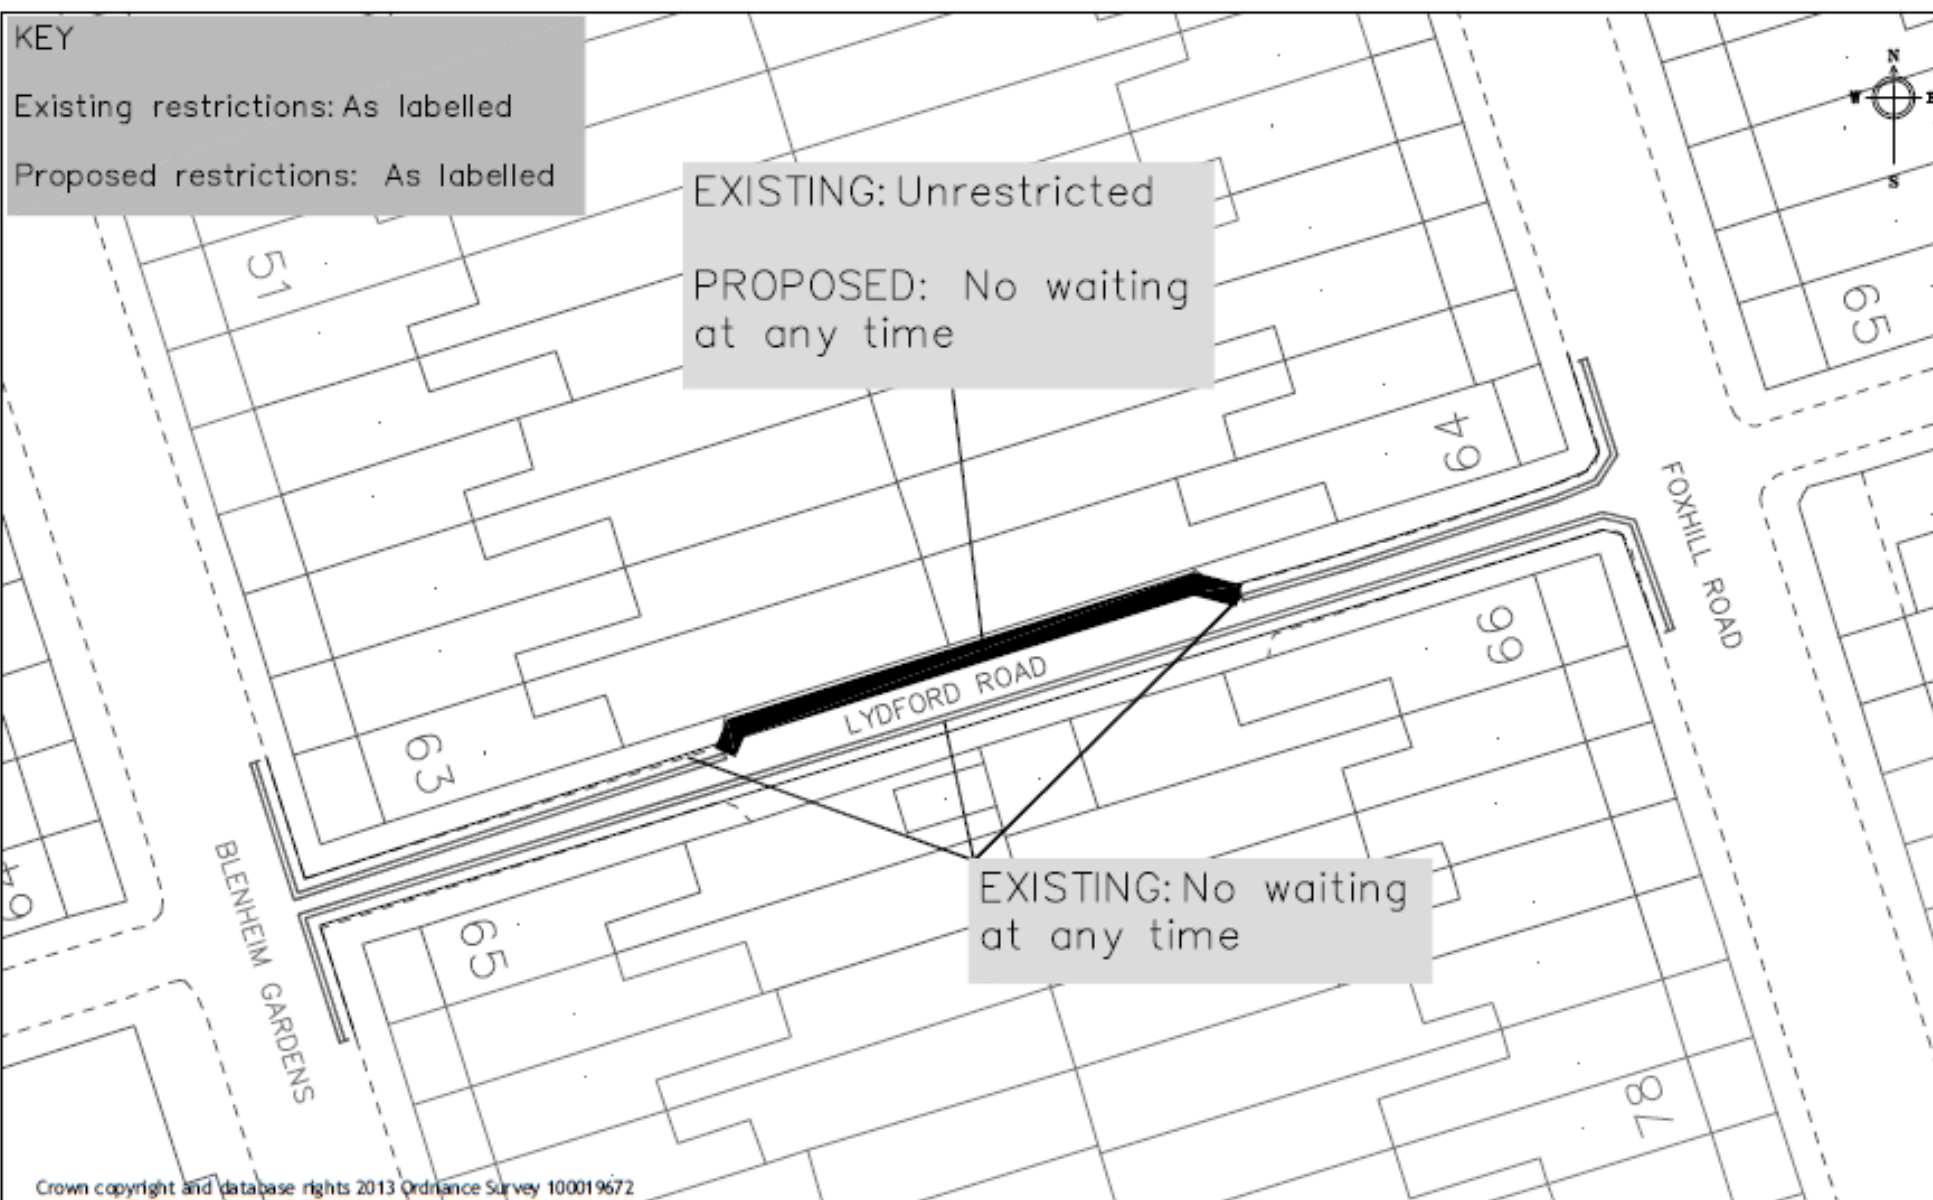 KEY
Existing restrictions: As labelled
Proposed restrictions: As labelled
N
W
E
S
EXISTING: Unrestricted
PROPOSED: No waiting
at any time
51
65
64
FOXHILL ROAD
66
LYDFORD ROAD
63
64
BLENHEIM GARDENS
65
EXISTING: No waiting
at any time
78
Crown copyright and database rights 2013 Ordnance Survey 100019672